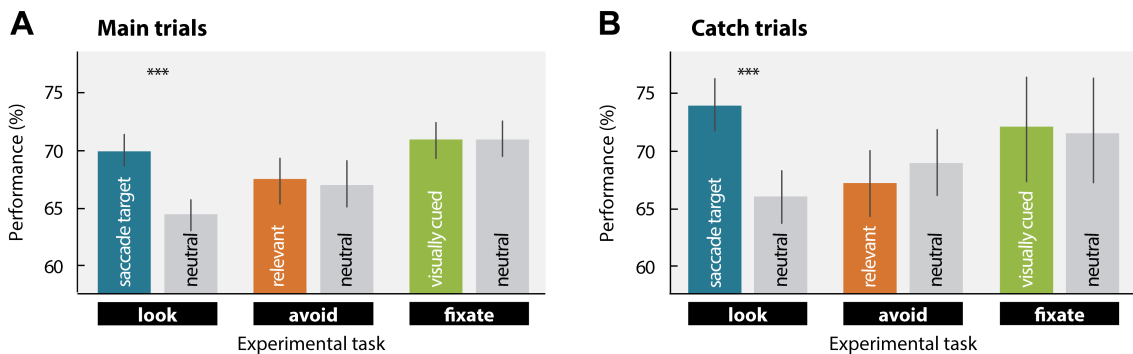 A Main trials
Performance (%)
75
70
65
60
***
saccade target
neutral
relevant
neutral
visually cued
neutral
look avoid fixate
Experimental task
B Catch trials
Performance (%)
75
70
65
60
***
saccade target
neutral
relevant
neutral
visually cued
neutral
look avoid fixate
Experimental task